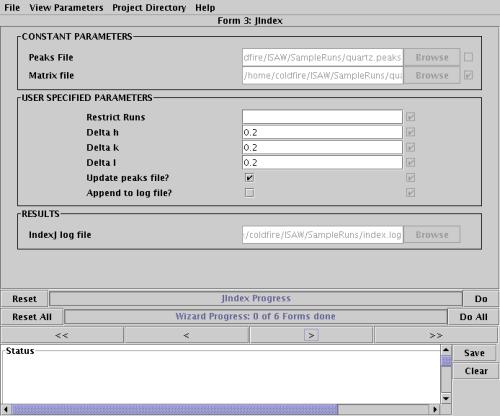 File View Parameters Project Directory Help
Form 3: JIndex
CONSTANT PARAMETERS
Peaks File dfire/ISAW/SampleRuns/quartz.peaks Browse
Matrix file /home/coldfire/ISAW/SampleRuns/qua Browse
USER SPECIFIED PARAMETERS
Restrict Runs
Delta h 0.2
Delta k 0.2
Delta l 0.2
Update peaks file?
Append to log file?
RESULTS
IndexJ log file /coldfire/ISAW/SampleRuns/index.log Browse
Reset JIndex Progress Do
Reset All Wizard Progress: 0 of 6 Forms done Do All
<< < > >>
Status Save
Clear